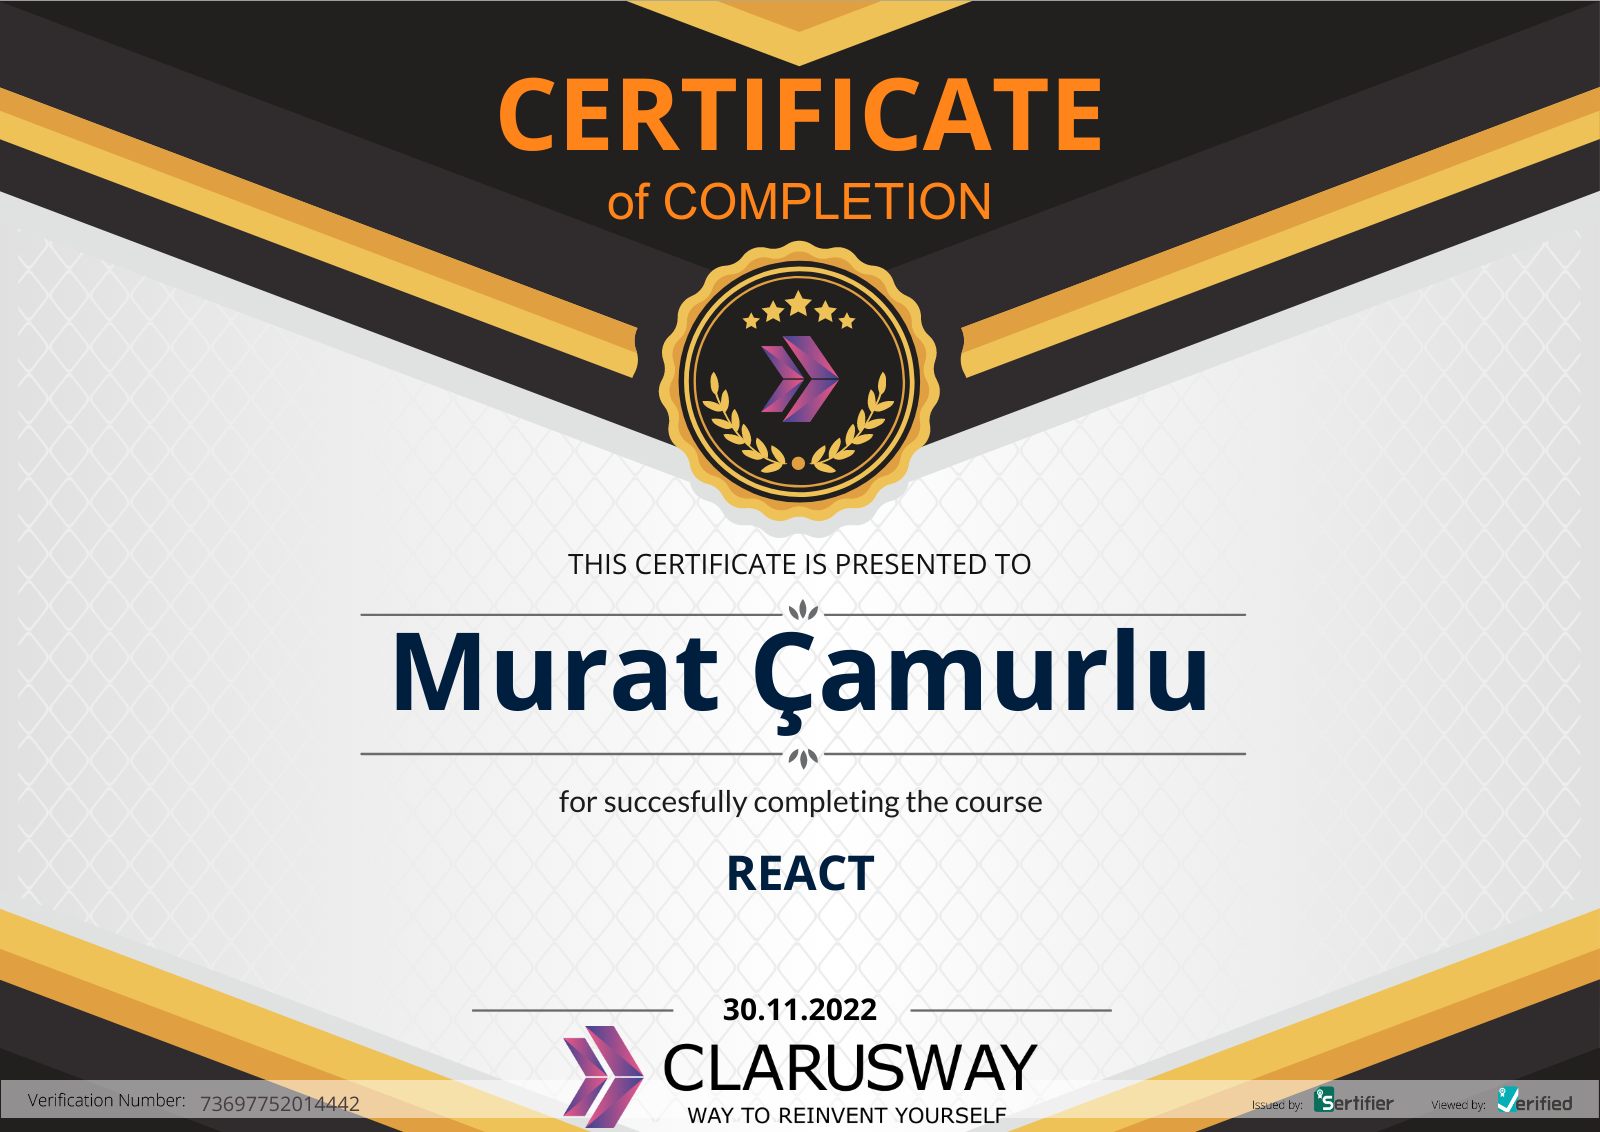 CERTIFICATE
of COMPLETION
THIS CERTIFICATE IS PRESENTED TO
Murat Çamurlu
for succesfully completing the course
REACT
30.11.2022
CLARUSWAY
WAY TO REINVENT YOURSELF
Verification Number: 73697752014442
Issued by: Sertifier Viewed by: Verified